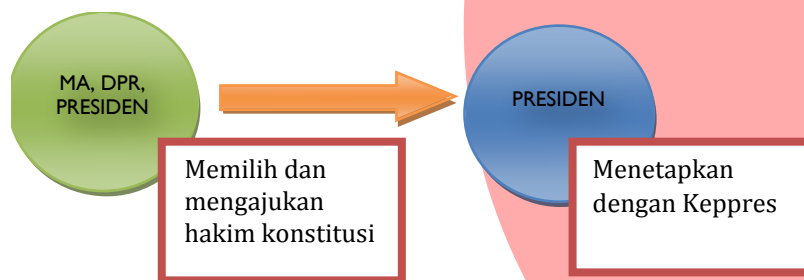 MA, DPR,
PRESIDEN
Memilih dan
mengajukan
hakim konstitusi
PRESIDEN
Menetapkan
dengan Keppres